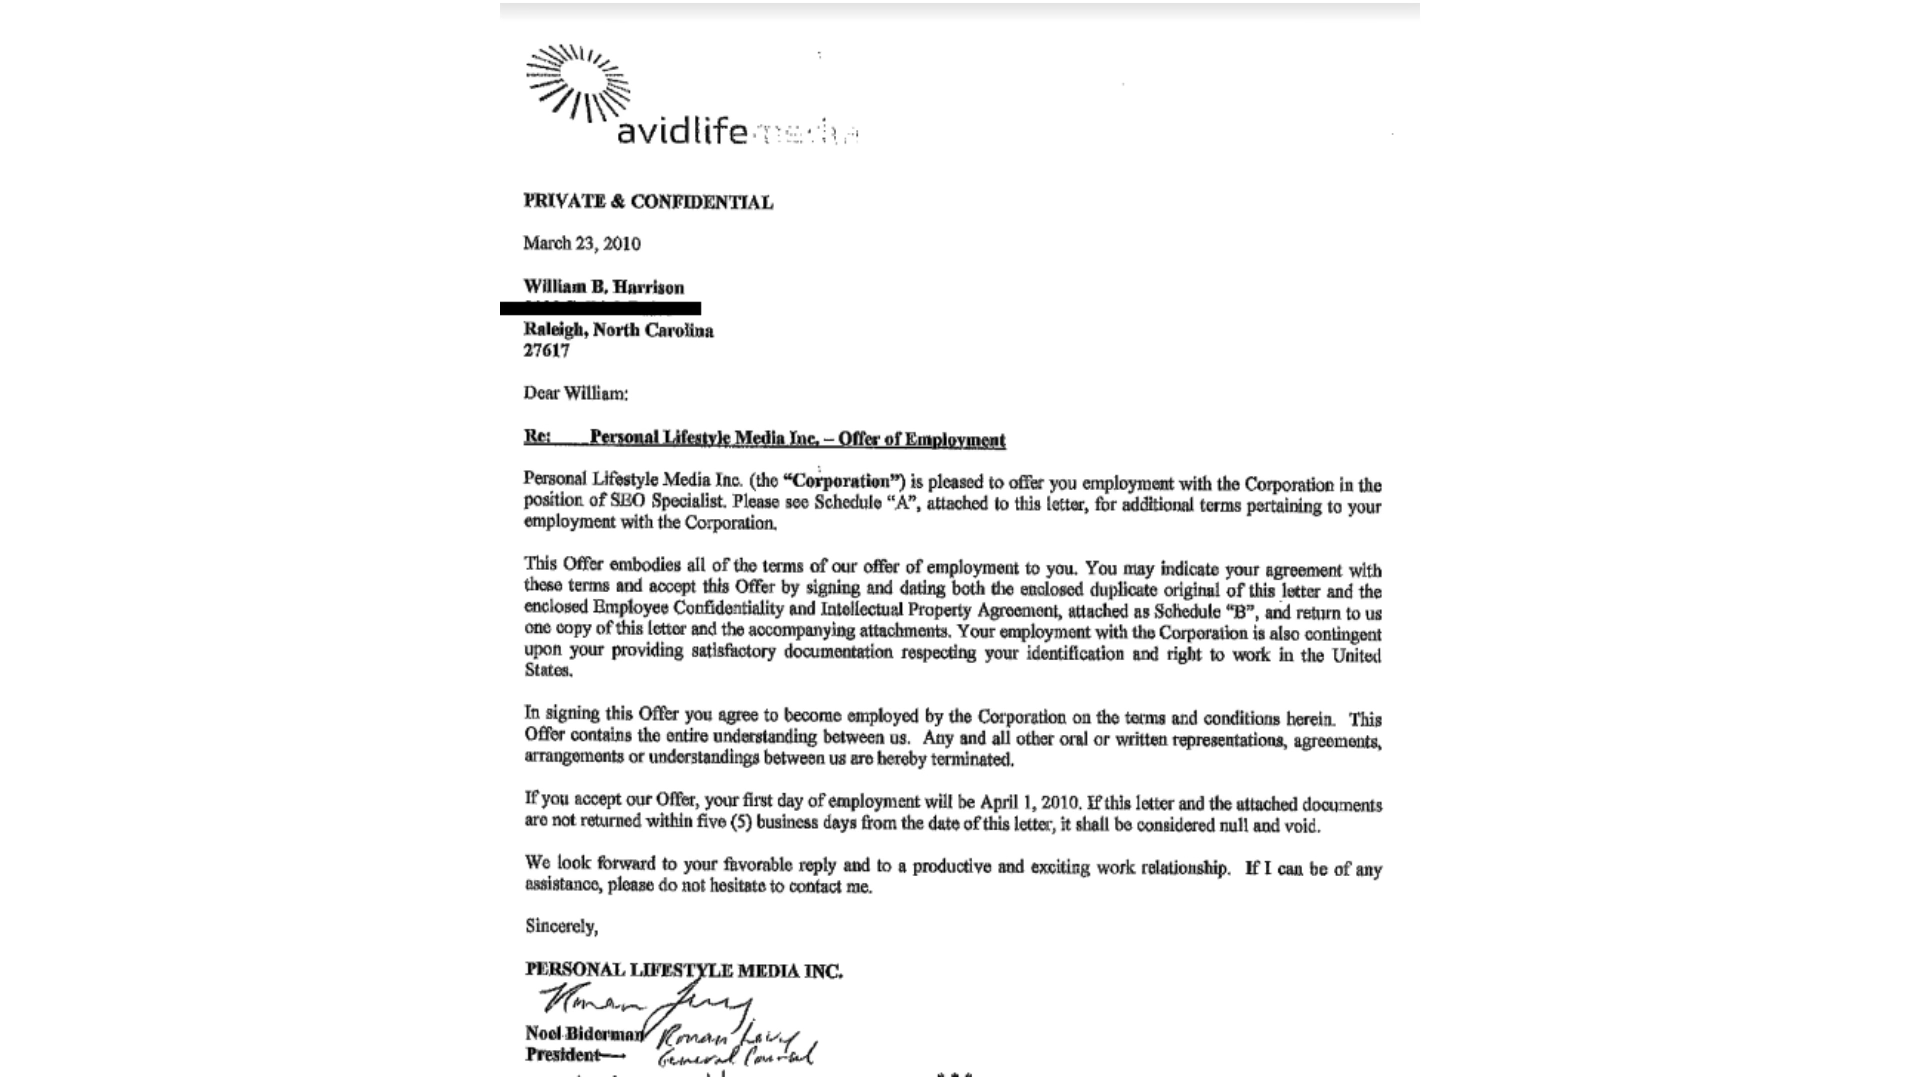 avidlife media
PRIVATE & CONFIDENTIAL
March 23, 2010
William B. Harrison
Raleigh, North Carolina
27617
Dear William:
Re: Personal Lifestyle Media Inc. – Offer of Employment
Personal Lifestyle Media Inc. (the “Corporation”) is pleased to offer you employment with the Corporation in the
position of SEO Specialist. Please see Schedule “A”, attached to this letter, for additional terms pertaining to your
employment with the Corporation.
This Offer embodies all of the terms of our offer of employment to you. You may indicate your agreement with
these terms and accept this Offer by signing and dating both the enclosed duplicate original of this letter and the
enclosed Employee Confidentiality and Intellectual Property Agreement, attached as Schedule “B”, and return to us
one copy of this letter and the accompanying attachments. Your employment with the Corporation is also contingent
upon your providing satisfactory documentation respecting your identification and right to work in the United
States.
In signing this Offer you agree to become employed by the Corporation on the terms and conditions herein. This
Offer contains the entire understanding between us. Any and all other oral or written representations, agreements,
arrangements or understandings between us are hereby terminated.
If you accept our Offer, your first day of employment will be April 1, 2010. If this letter and the attached documents
are not returned within five (5) business days from the date of this letter, it shall be considered null and void.
We look forward to your favorable reply and to a productive and exciting work relationship. If I can be of any
assistance, please do not hesitate to contact me.
Sincerely,
PERSONAL LIFESTYLE MEDIA INC.
Noel Biderman Roman
President General Counsel